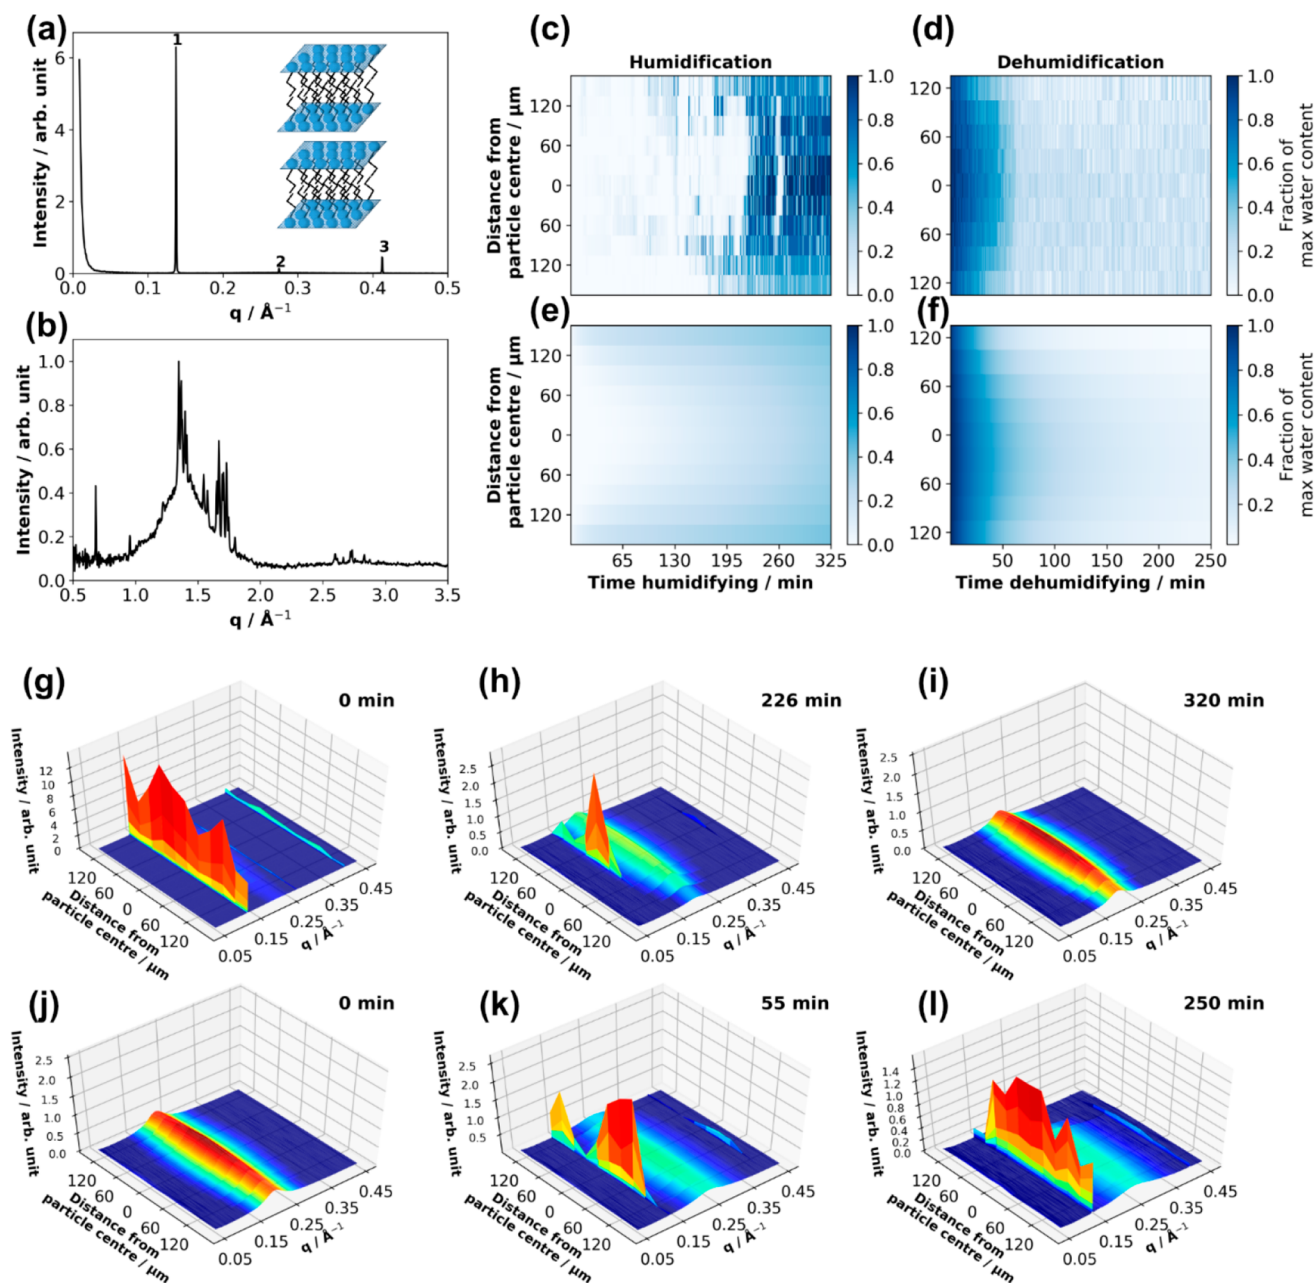 (a)
Intensity / arb. unit
6
4
2
0
1
2
3
0.0 0.1 0.2 0.3 0.4 0.5
q / Å⁻¹
(b)
Intensity / arb. unit
1.0
0.8
0.6
0.4
0.2
0.0
0.5 1.0 1.5 2.0 2.5 3.0 3.5
q / Å⁻¹
(c)
Humidification
Distance from
particle centre / μm
120
60
0
60
120
1.0
0.8
0.6
0.4
0.2
0.0
(d)
Dehumidification
120
60
0
60
120
1.0
0.8
0.6
0.4
0.2
0.0
Fraction of
max water content
(e)
Distance from
particle centre / μm
120
60
0
60
120
65 130 195 260 325
Time humidifying / min
1.0
0.8
0.6
0.4
0.2
0.0
(f)
120
60
0
60
120
50 100 150 200 250
Time dehumidifying / min
1.0
0.8
0.6
0.4
0.2
Fraction of
max water content
(g)
0 min
Intensity / arb. unit
12
10
8
6
4
2
0
120
60
0
60
120
Distance from
particle centre / μm
0.05
0.15
0.25
0.35
0.45
q / Å⁻¹
(h)
226 min
Intensity / arb. unit
2.5
2.0
1.5
1.0
0.5
0.0
120
60
0
60
120
Distance from
particle centre / μm
0.05
0.15
0.25
0.35
0.45
q / Å⁻¹
(i)
320 min
Intensity / arb. unit
2.5
2.0
1.5
1.0
0.5
0.0
120
60
0
60
120
Distance from
particle centre / μm
0.05
0.15
0.25
0.35
0.45
q / Å⁻¹
(j)
0 min
Intensity / arb. unit
2.5
2.0
1.5
1.0
0.5
0.0
120
60
0
60
120
Distance from
particle centre / μm
0.05
0.15
0.25
0.35
0.45
q / Å⁻¹
(k)
55 min
Intensity / arb. unit
2.5
2.0
1.5
1.0
0.5
120
60
0
60
120
Distance from
particle centre / μm
0.05
0.15
0.25
0.35
0.45
q / Å⁻¹
(l)
250 min
Intensity / arb. unit
1.4
1.2
1.0
0.8
0.6
0.4
0.2
0.0
120
60
0
60
120
Distance from
particle centre / μm
0.05
0.15
0.25
0.35
0.45
q / Å⁻¹